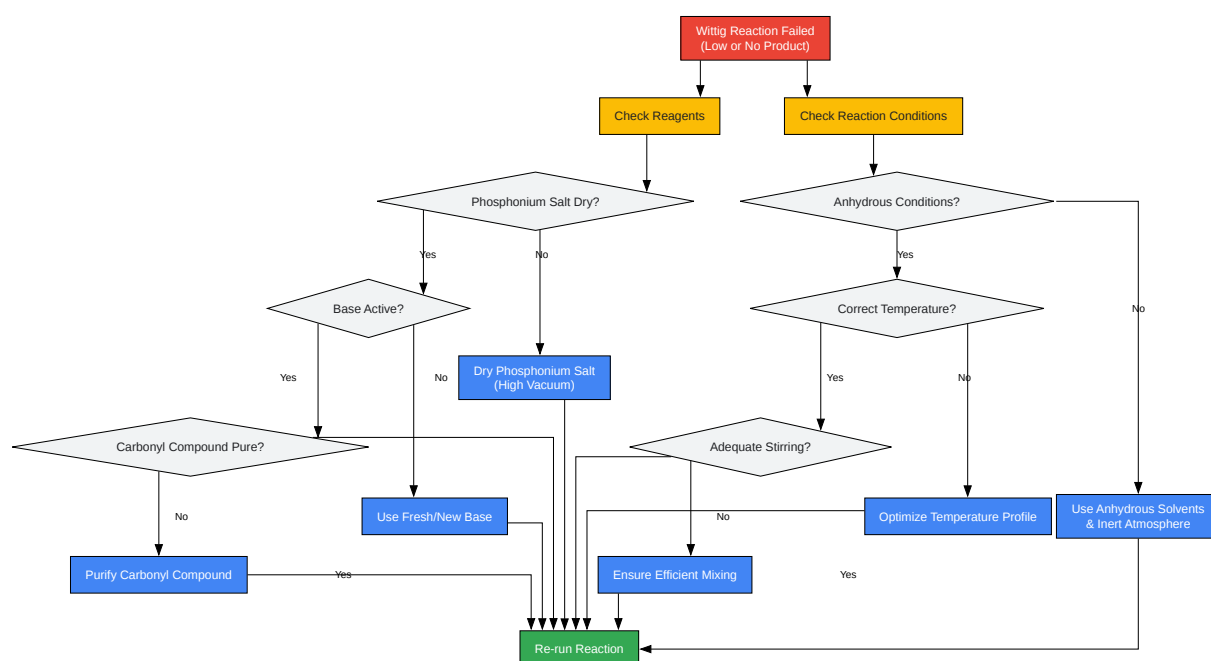 Wittig Reaction Failed
(Low or No Product)
Check Reagents
Check Reaction Conditions
Phosphonium Salt Dry?
Anhydrous Conditions?
Yes
No
Yes
Base Active?
Correct Temperature?
No
Yes
No
Dry Phosphonium Salt
(High Vacuum)
Yes
No
Carbonyl Compound Pure?
Adequate Stirring?
No
Use Fresh/New Base
No
Optimize Temperature Profile
Use Anhydrous Solvents
& Inert Atmosphere
Purify Carbonyl Compound
Yes
Ensure Efficient Mixing
Yes
Re-run Reaction